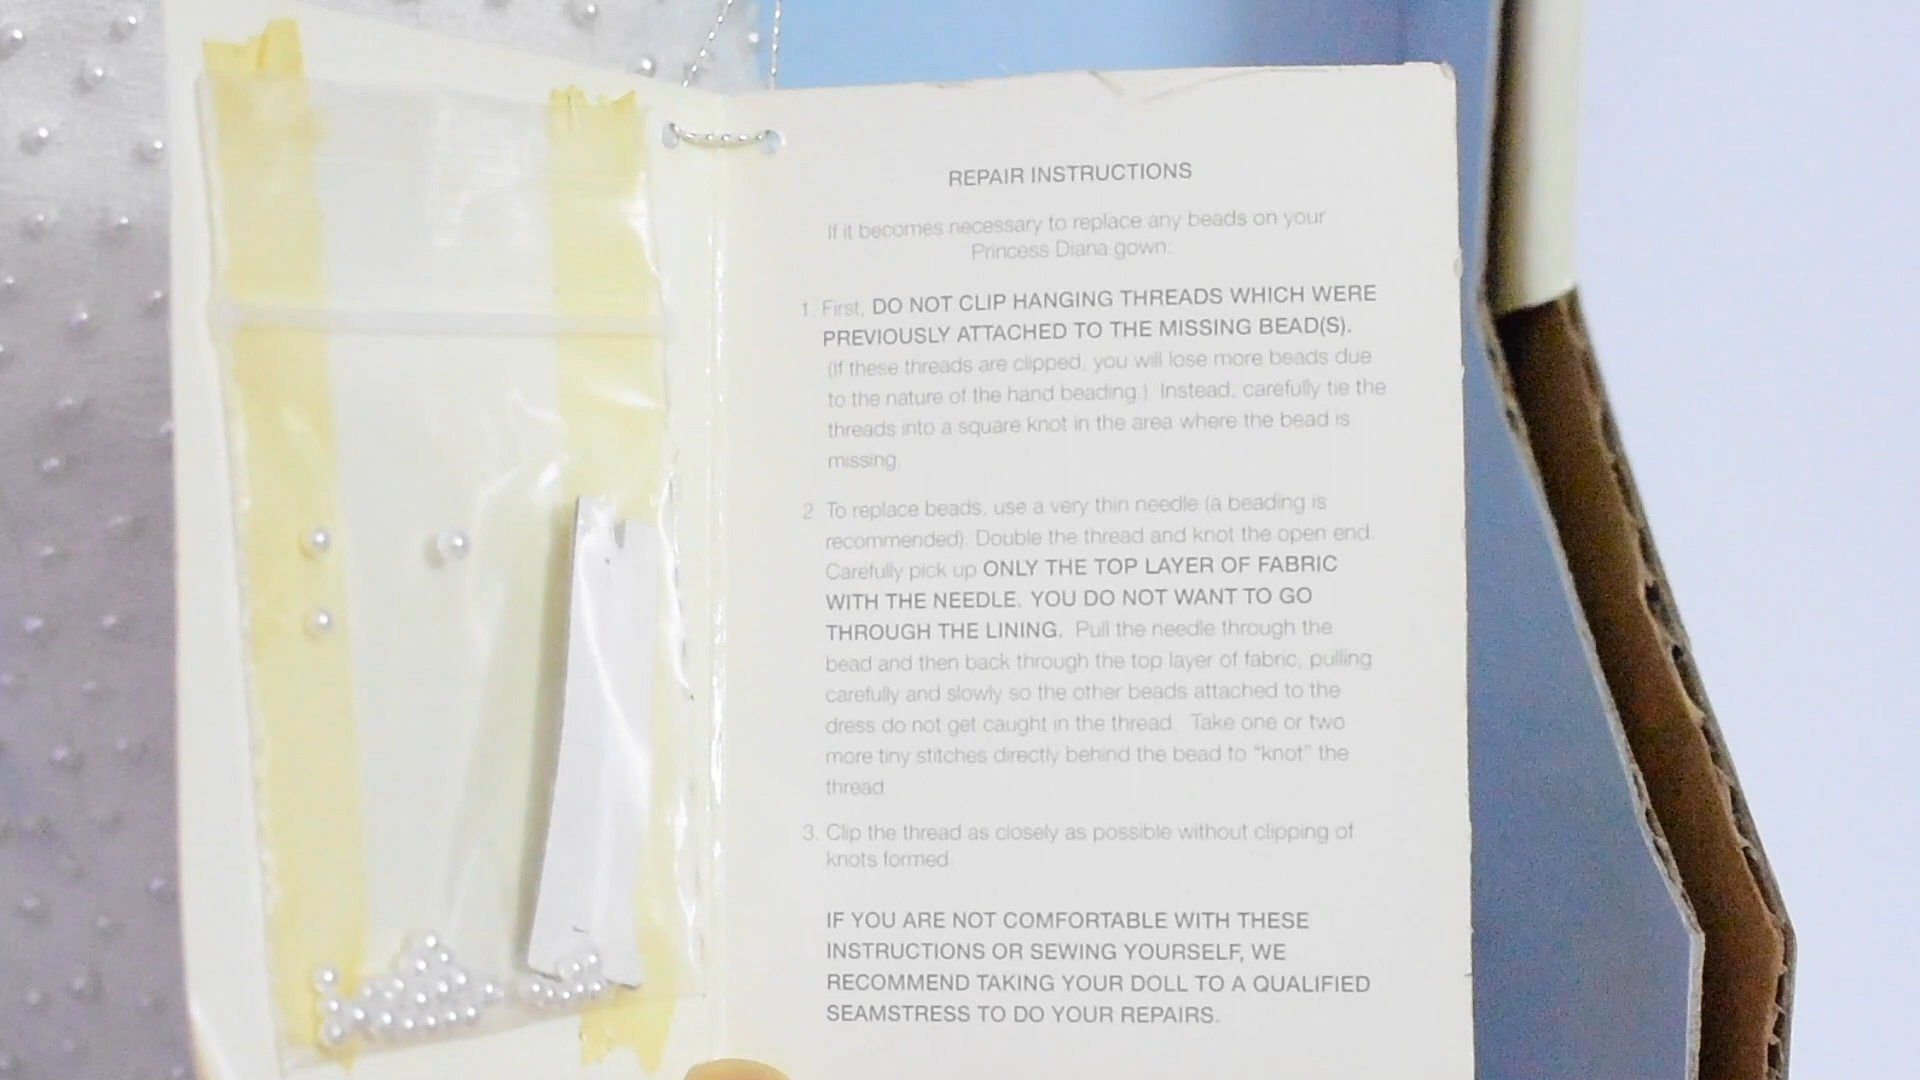 REPAIR INSTRUCTIONS
If it becomes necessary to replace any beads on your
Princess Diana gown:
1. First, DO NOT CLIP HANGING THREADS WHICH WERE
PREVIOUSLY ATTACHED TO THE MISSING BEAD(S).
(If these threads are clipped, you will lose more beads due
to the nature of the hand beading.) Instead, carefully tie the
threads into a square knot in the area where the bead is
missing.
2. To replace beads, use a very thin needle (a beading is
recommended). Double the thread and knot the open end.
Carefully pick up ONLY THE TOP LAYER OF FABRIC
WITH THE NEEDLE. YOU DO NOT WANT TO GO
THROUGH THE LINING. Pull the needle through the
bead and then back through the top layer of fabric, pulling
carefully and slowly so the other beads attached to the
dress do not get caught in the thread. Take one or two
more tiny stitches directly behind the bead to "knot" the
thread.
3. Clip the thread as closely as possible without clipping of
knots formed.
IF YOU ARE NOT COMFORTABLE WITH THESE
INSTRUCTIONS OR SEWING YOURSELF, WE
RECOMMEND TAKING YOUR DOLL TO A QUALIFIED
SEAMSTRESS TO DO YOUR REPAIRS.